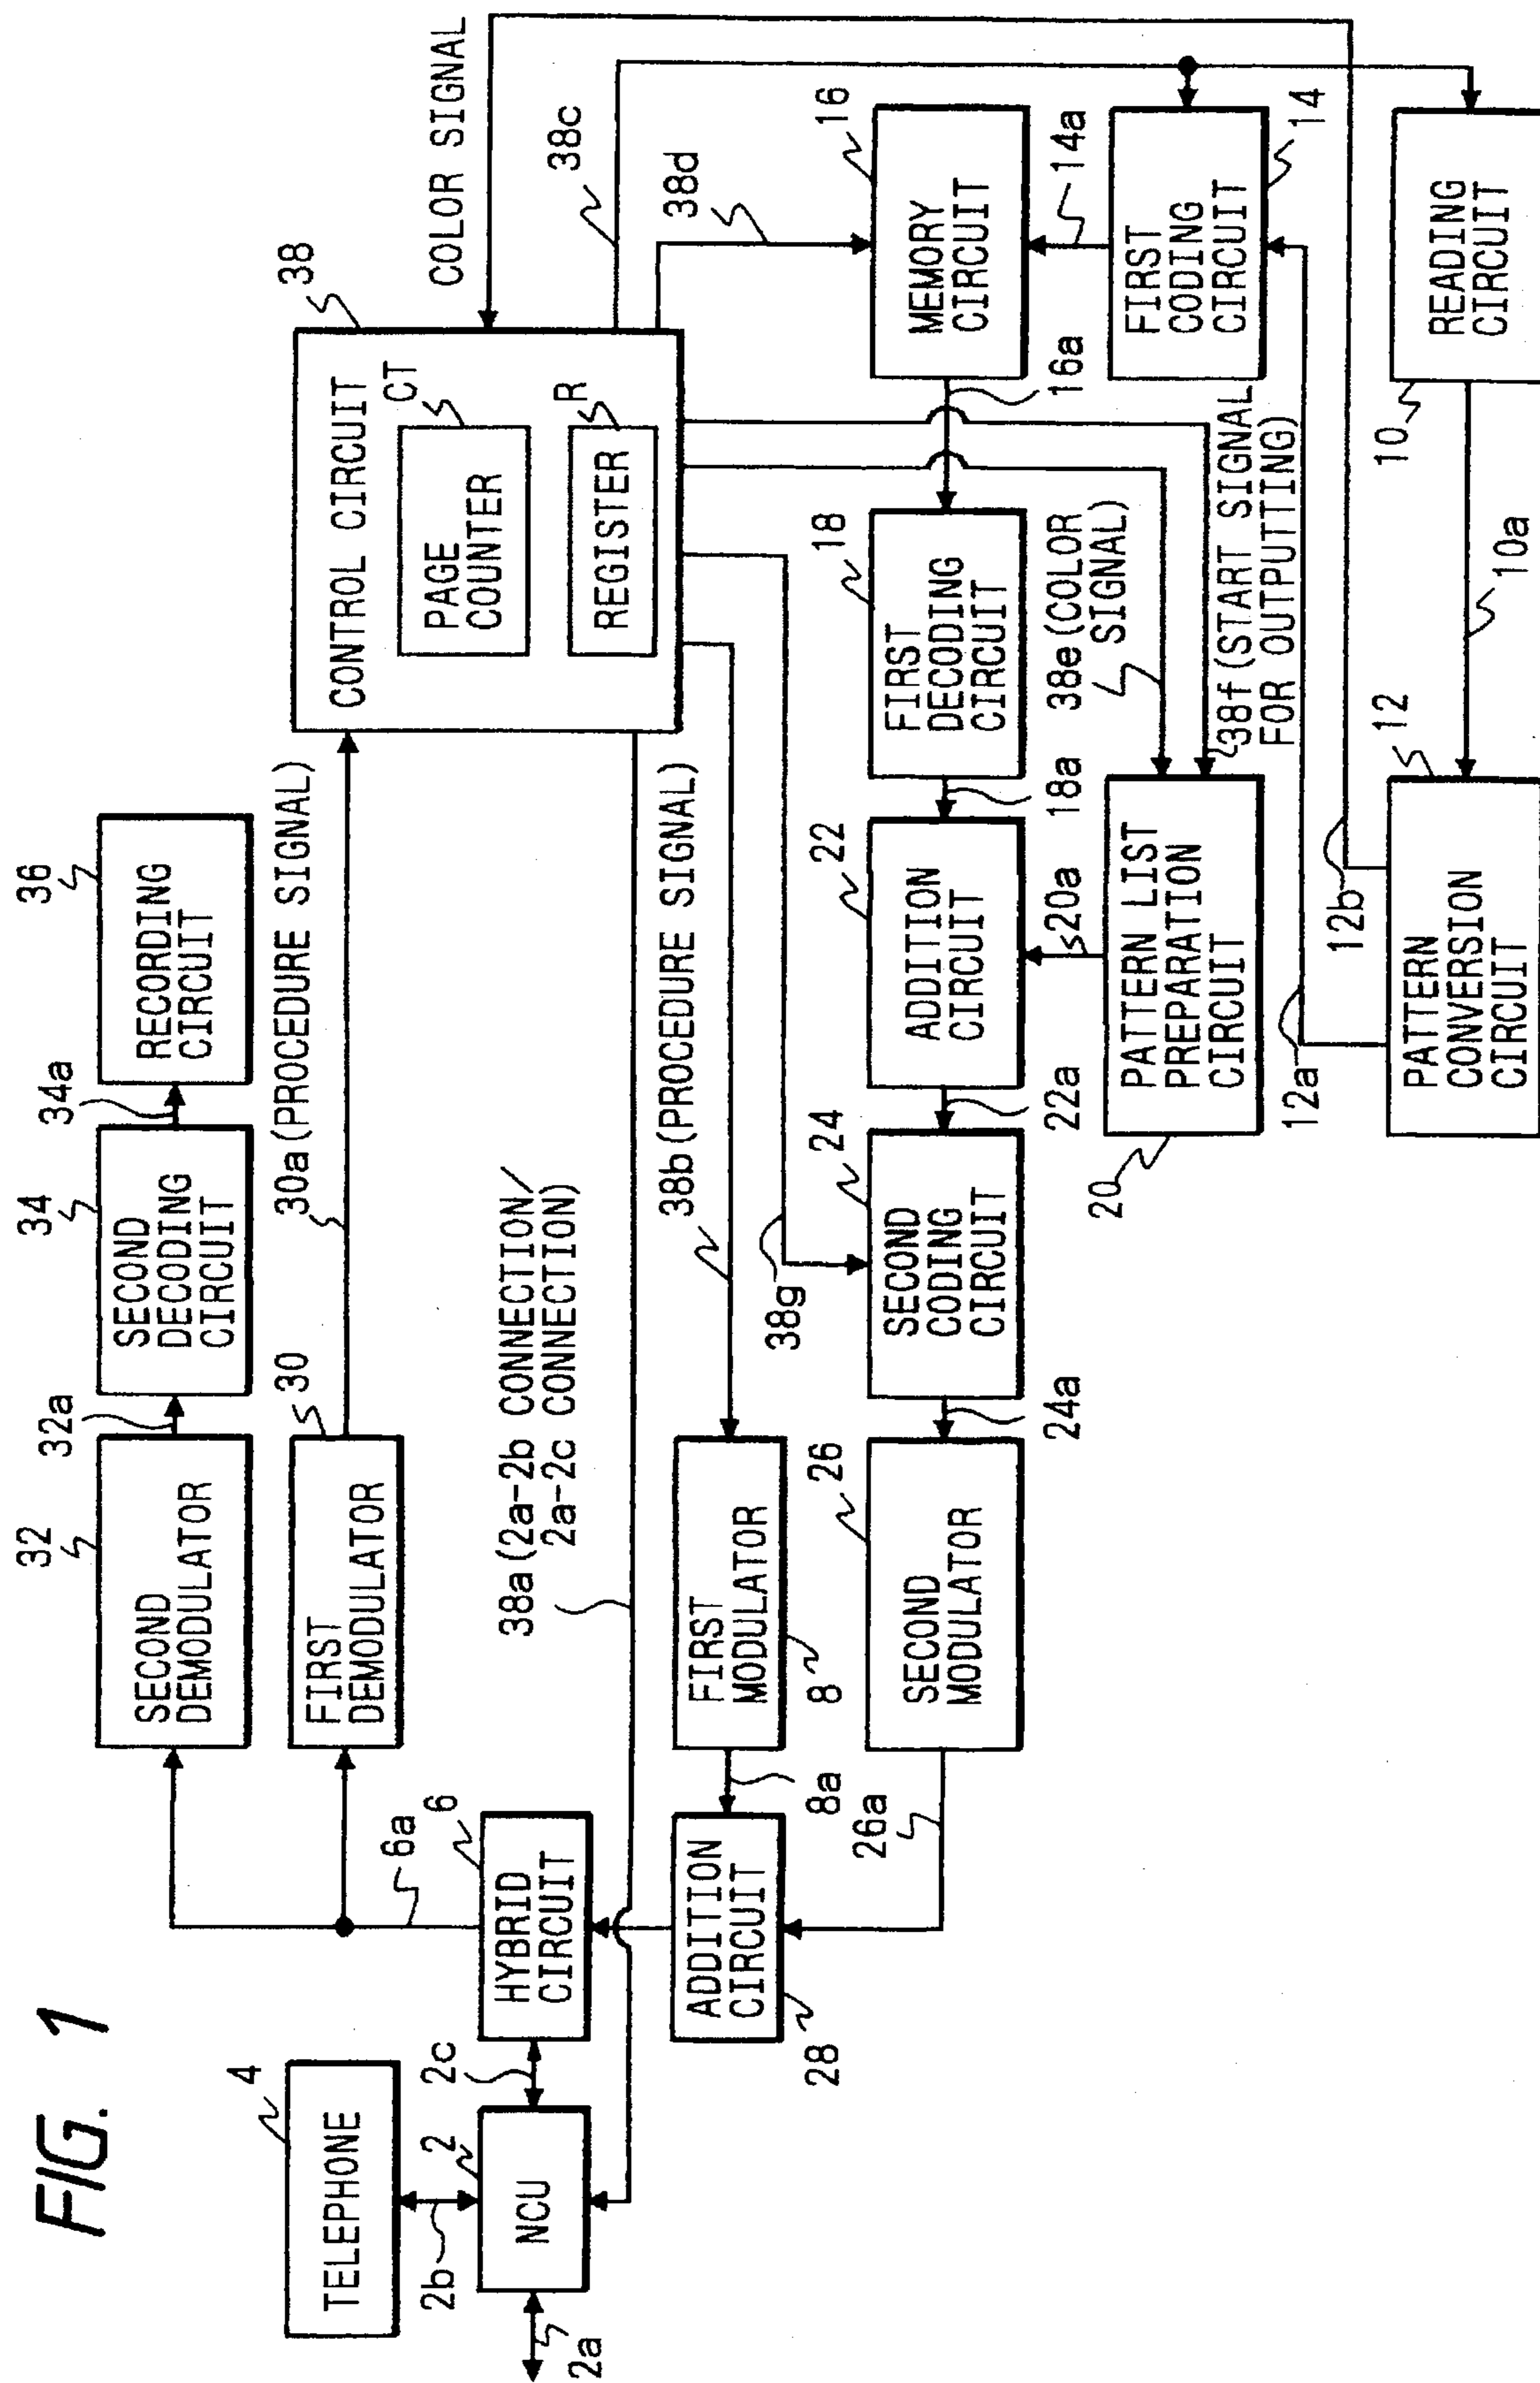 FIG. 1
TELEPHONE
4
2b
2
NCU
2a
2c
HYBRID
CIRCUIT
6
6a
32
SECOND
DEMODULATOR
32a
34
SECOND
DECODING
CIRCUIT
34a
36
RECORDING
CIRCUIT
30
FIRST
DEMODULATOR
30a(PROCEDURE SIGNAL)
38
CONTROL CIRCUIT
CT
PAGE
COUNTER
R
REGISTER
COLOR SIGNAL
38c
38d
38a(2a-2b CONNECTION/
2a-2c CONNECTION)
38b(PROCEDURE SIGNAL)
38g
ADDITION
CIRCUIT
28
8a
FIRST
MODULATOR
8
26a
26
SECOND
MODULATOR
24a
24
SECOND
CODING
CIRCUIT
22a
22
ADDITION
CIRCUIT
18a
18
FIRST
DECODING
CIRCUIT
16a
16
MEMORY
CIRCUIT
14a
FIRST
CODING
CIRCUIT
14
38e(COLOR
SIGNAL)
38f(START SIGNAL
FOR OUTPUTTING)
20a
PATTERN LIST
PREPARATION
CIRCUIT
20
12a
12b
12
PATTERN
CONVERSION
CIRCUIT
10a
10
READING
CIRCUIT